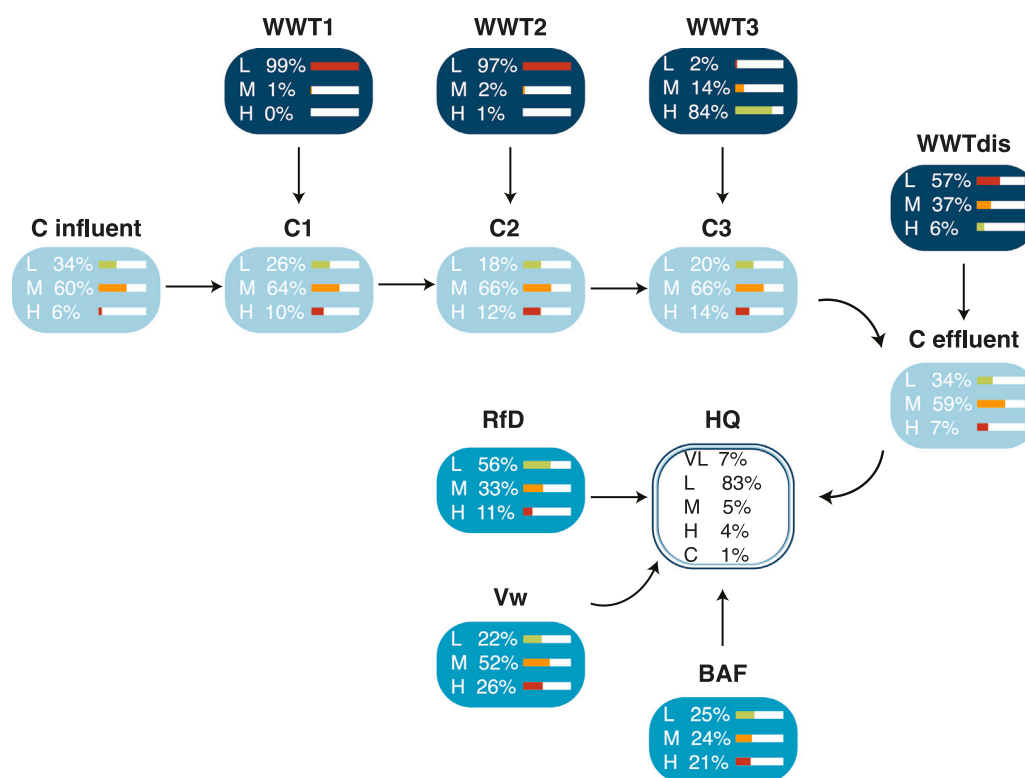 WWT1
L 99%
M 1%
H 0%
WWT2
L 97%
M 2%
H 1%
WWT3
L 2%
M 14%
H 84%
WWTdis
L 57%
M 37%
H 6%
C influent
L 34%
M 60%
H 6%
C1
L 26%
M 64%
H 10%
C2
L 18%
M 66%
H 12%
C3
L 20%
M 66%
H 14%
C effluent
L 34%
M 59%
H 7%
RfD
L 56%
M 33%
H 11%
HQ
VL 7%
L 83%
M 5%
H 4%
C 1%
Vw
L 22%
M 52%
H 26%
BAF
L 25%
M 24%
H 21%